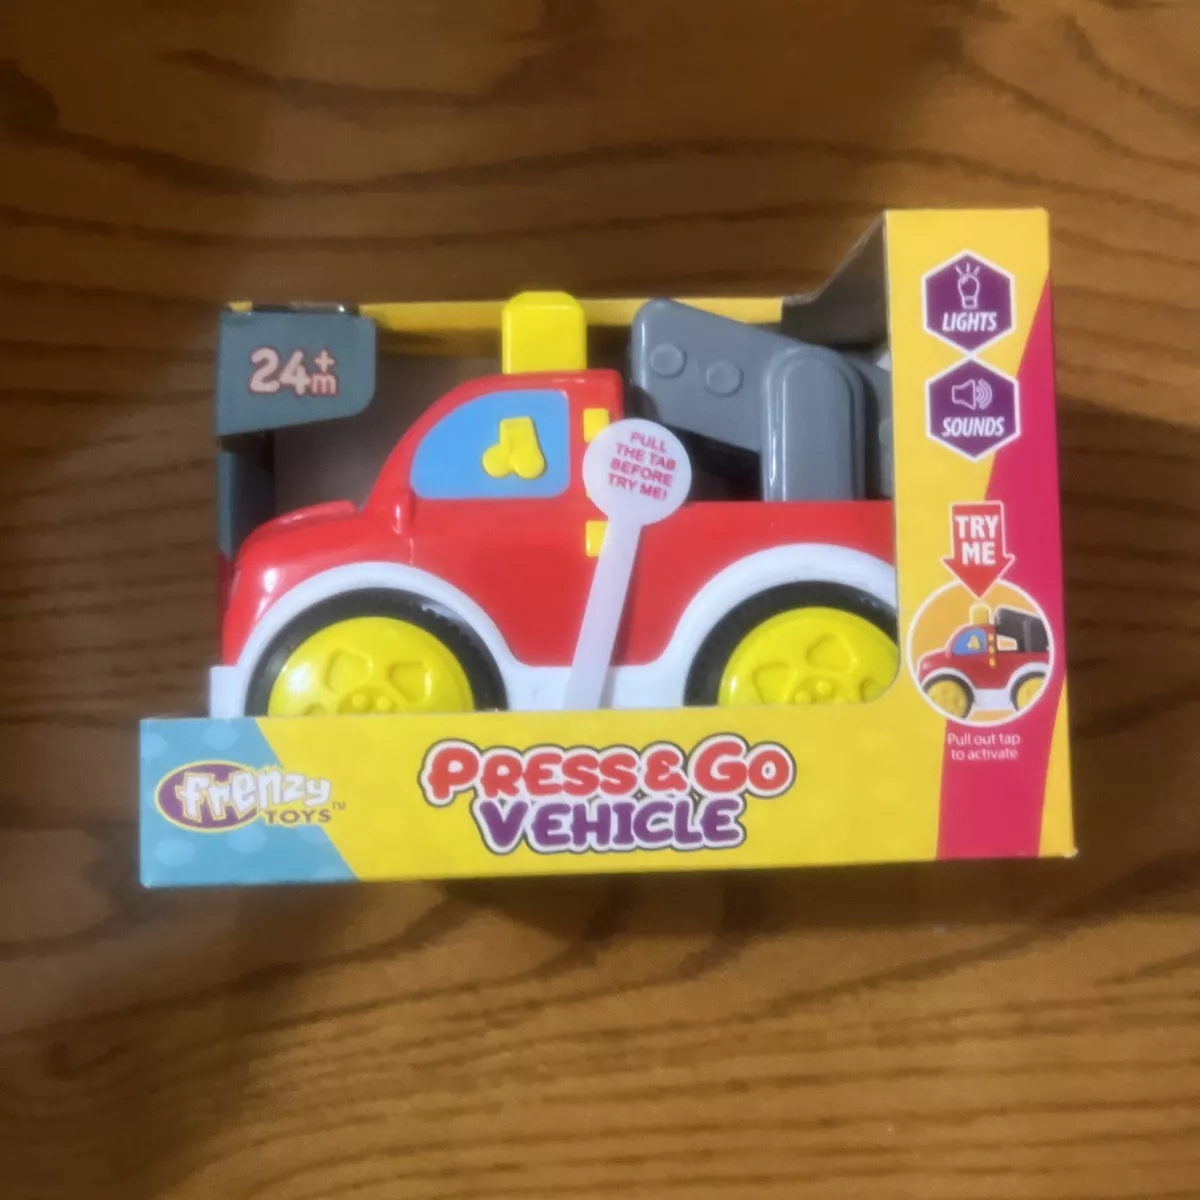 24+m
PULL
THE TAB
BEFORE
TRY ME!
LIGHTS
SOUNDS
TRY
ME
Pull out tap
to activate
frenzy
TOYS™
PRESS & GO
VEHICLE